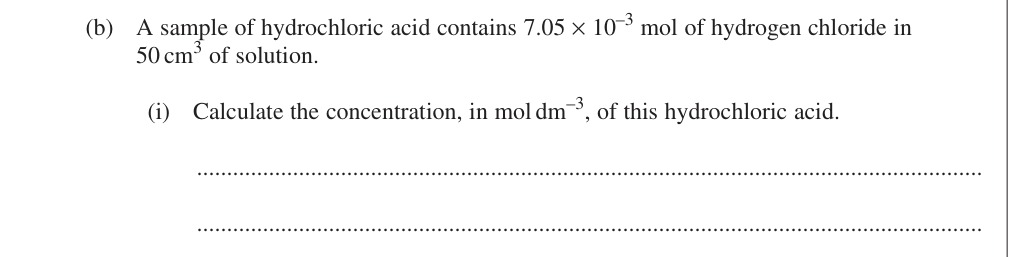 (b) A sample of hydrochloric acid contains 7.05 × 10⁻³ mol of hydrogen chloride in
50 cm³ of solution.
(i) Calculate the concentration, in mol dm⁻³, of this hydrochloric acid.
....................................................................................................................................
....................................................................................................................................